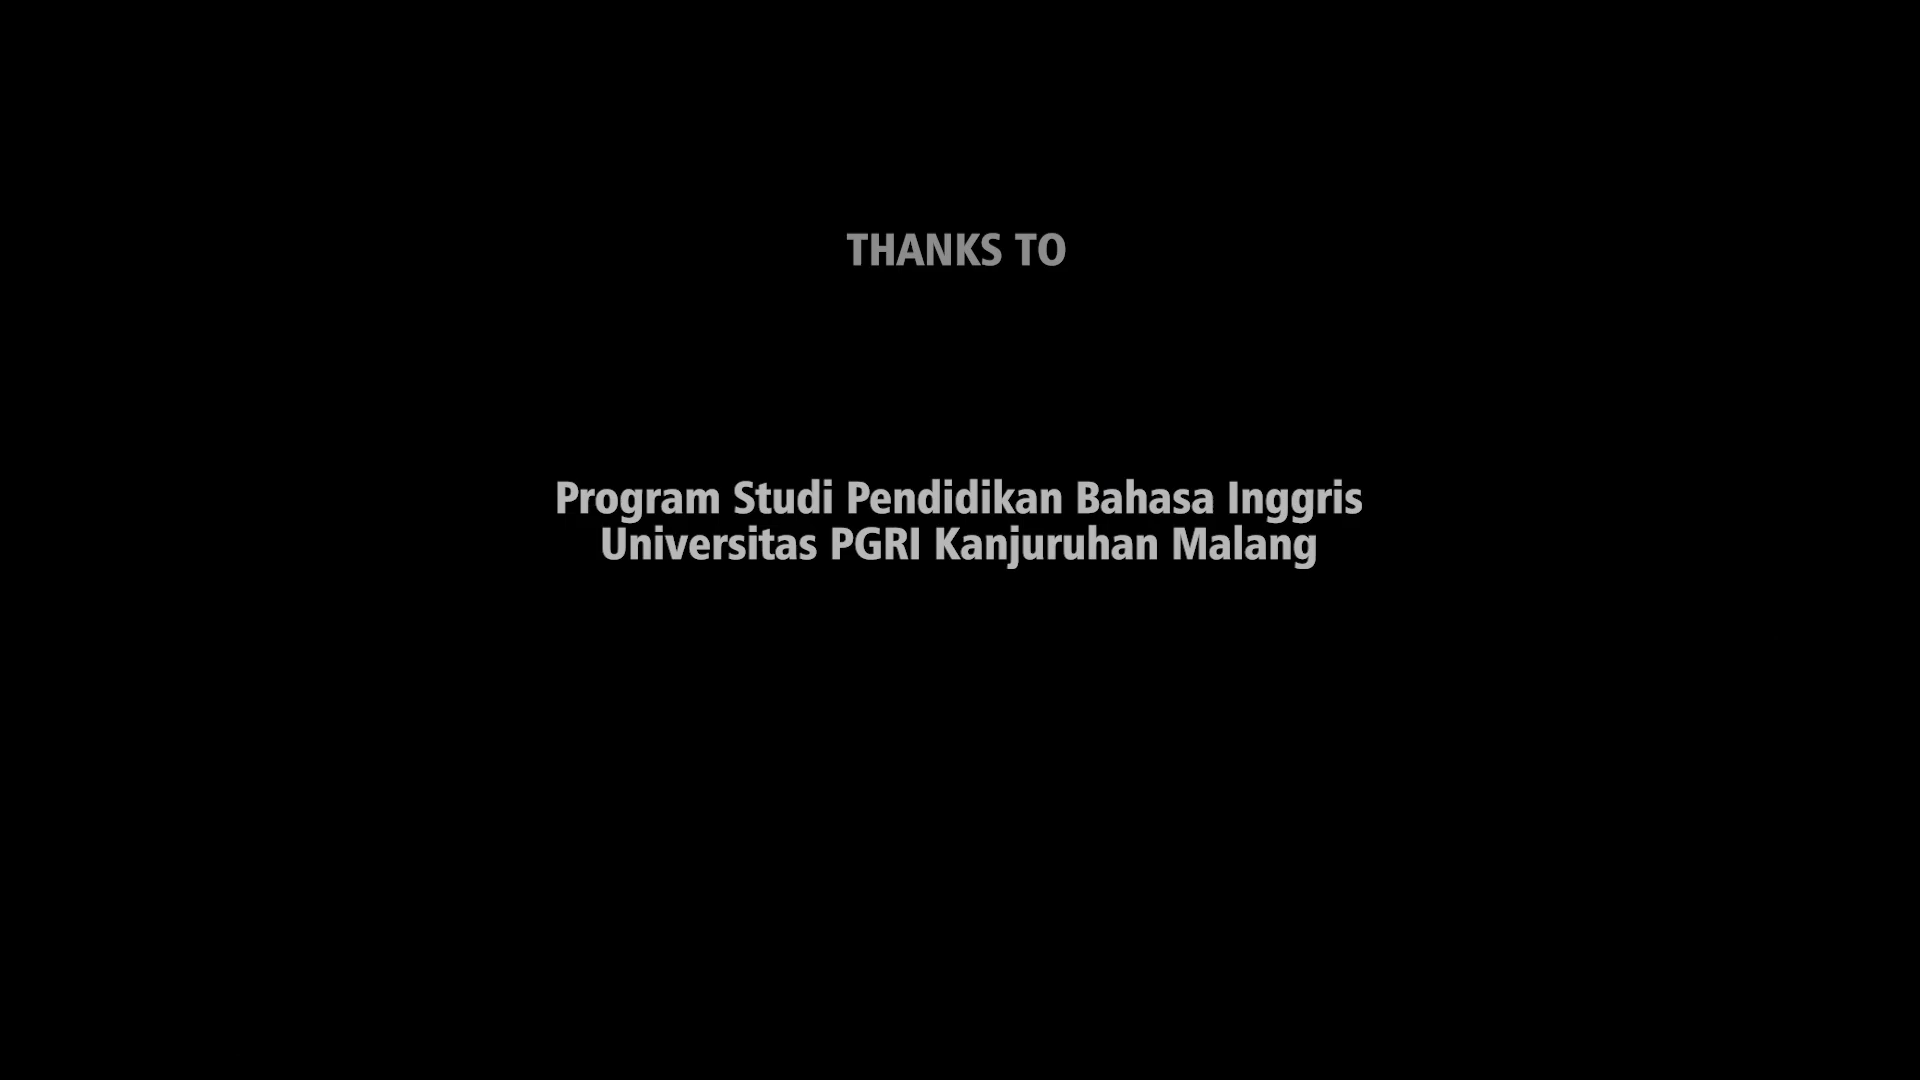 THANKS TO
Program Studi Pendidikan Bahasa Inggris
Universitas PGRI Kanjuruhan Malang